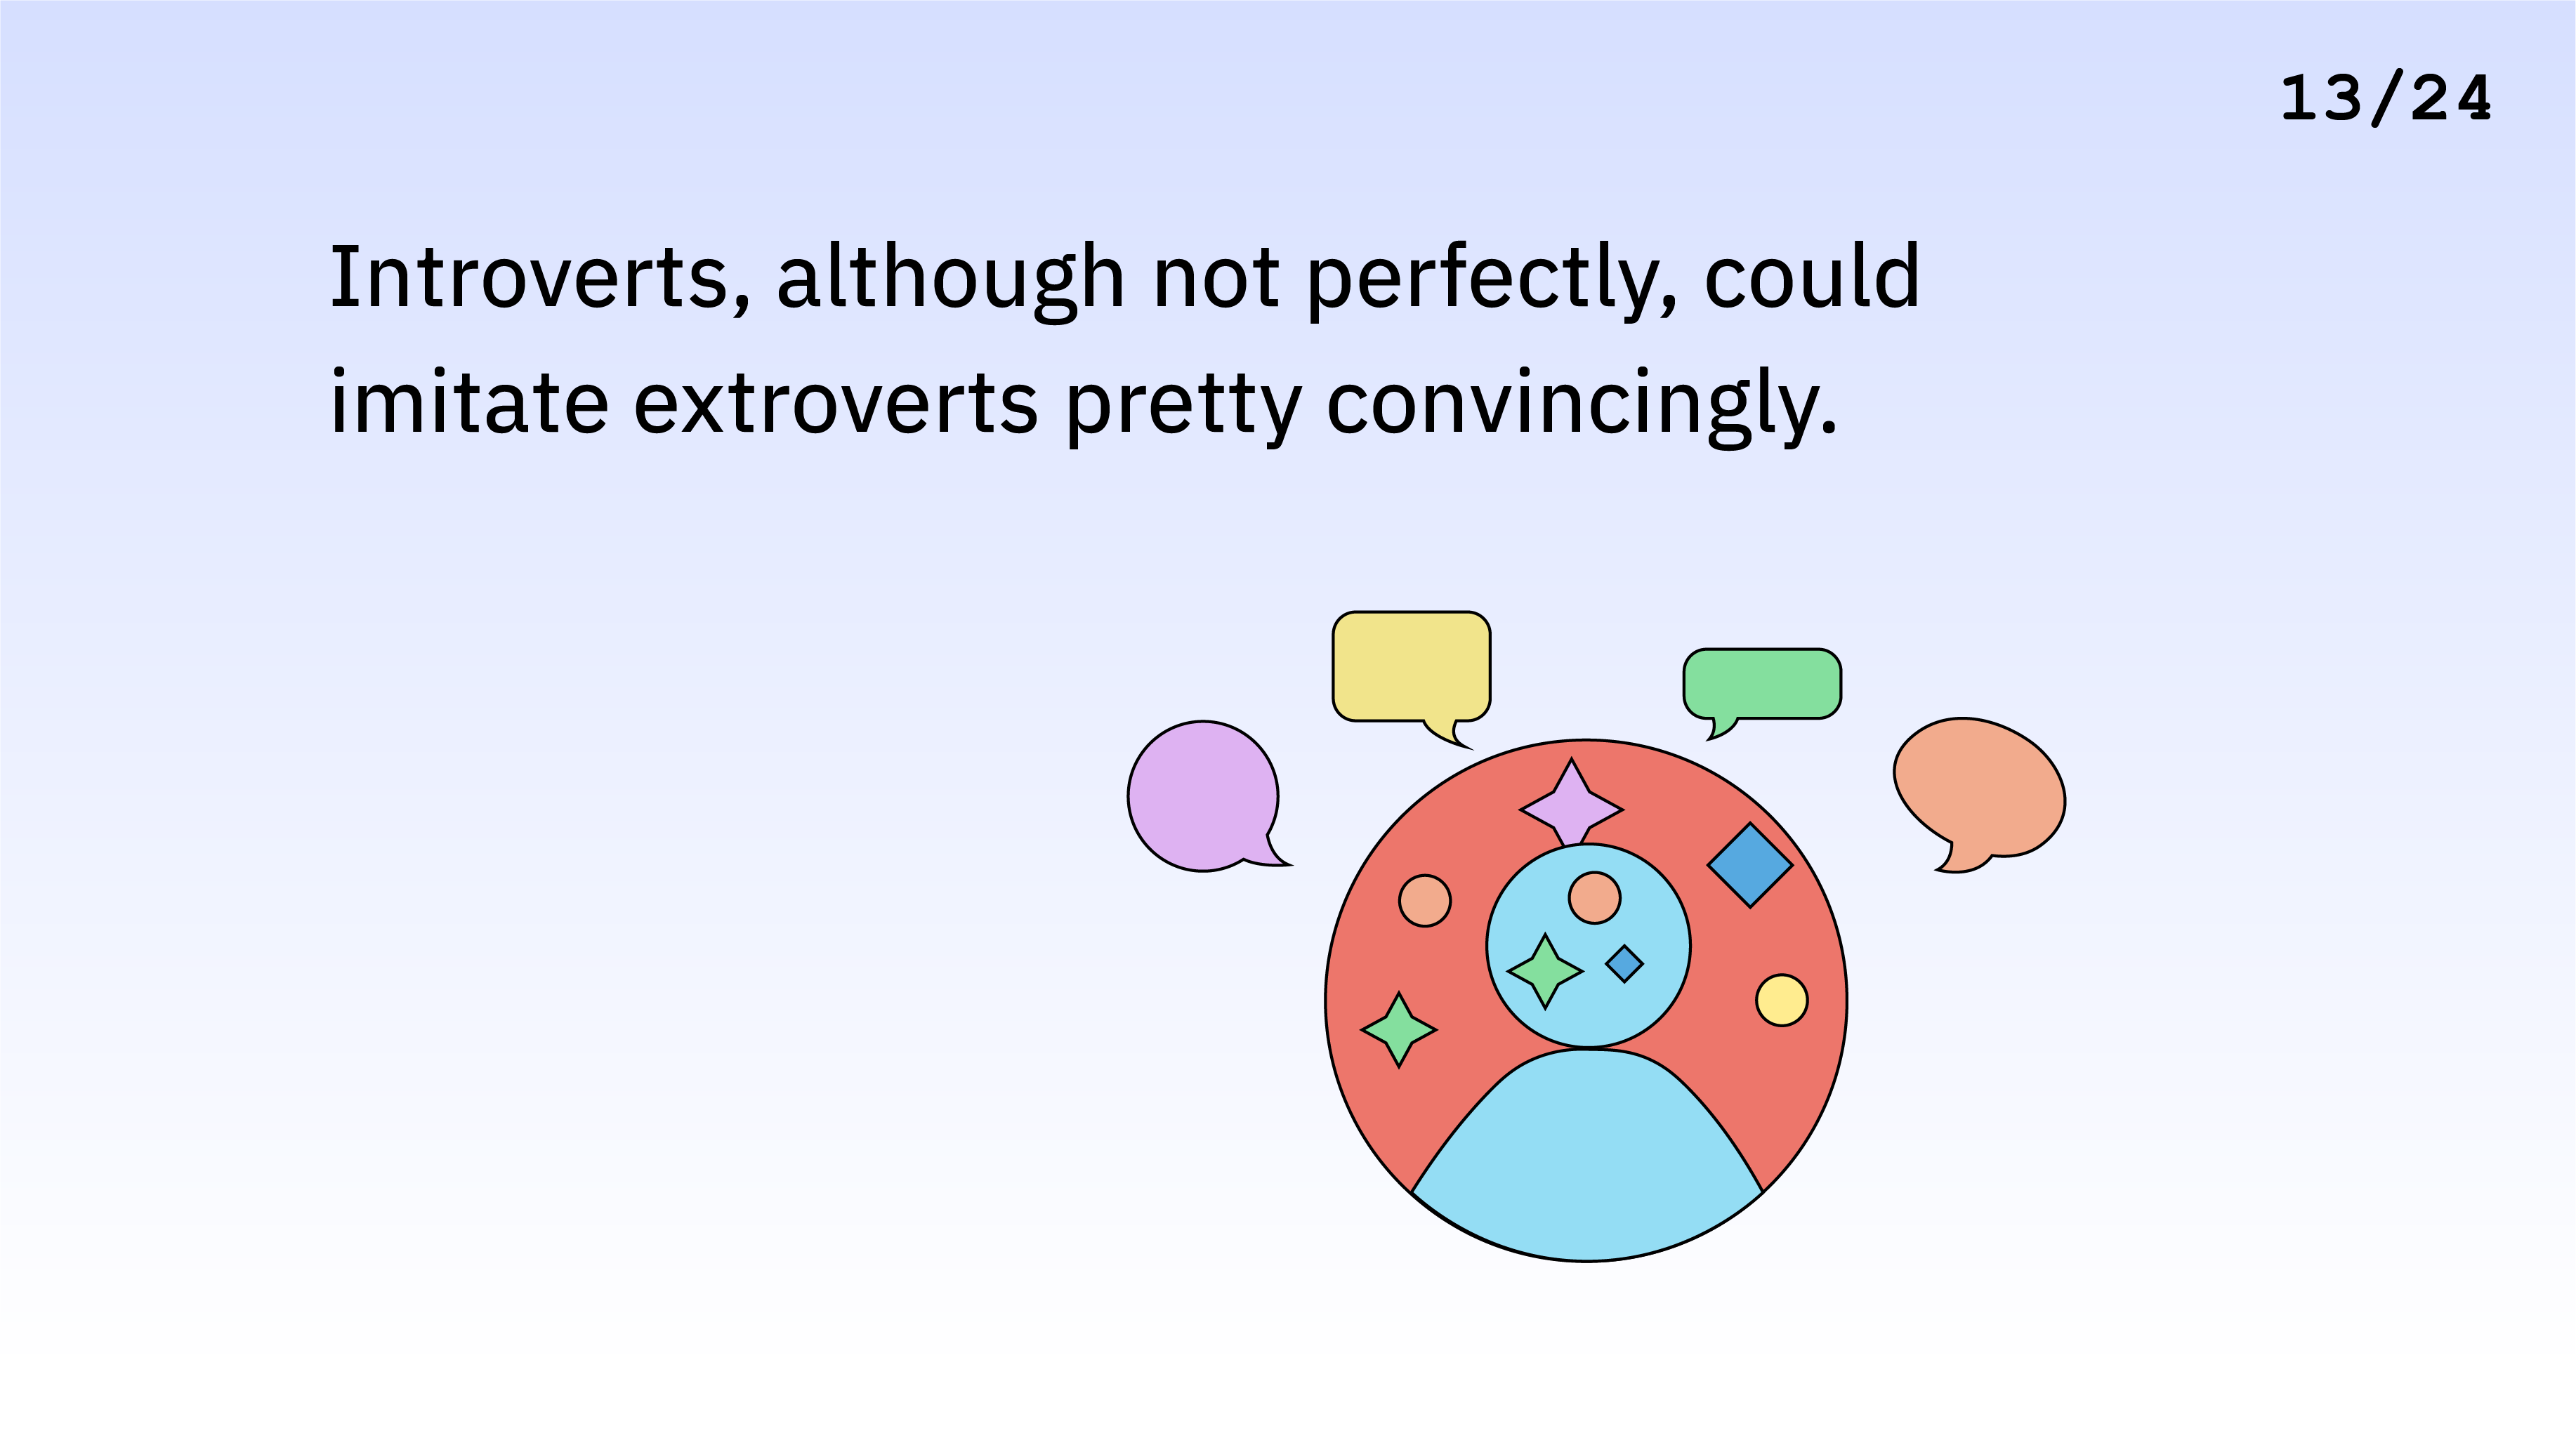 13/24
Introverts, although not perfectly, could
imitate extroverts pretty convincingly.